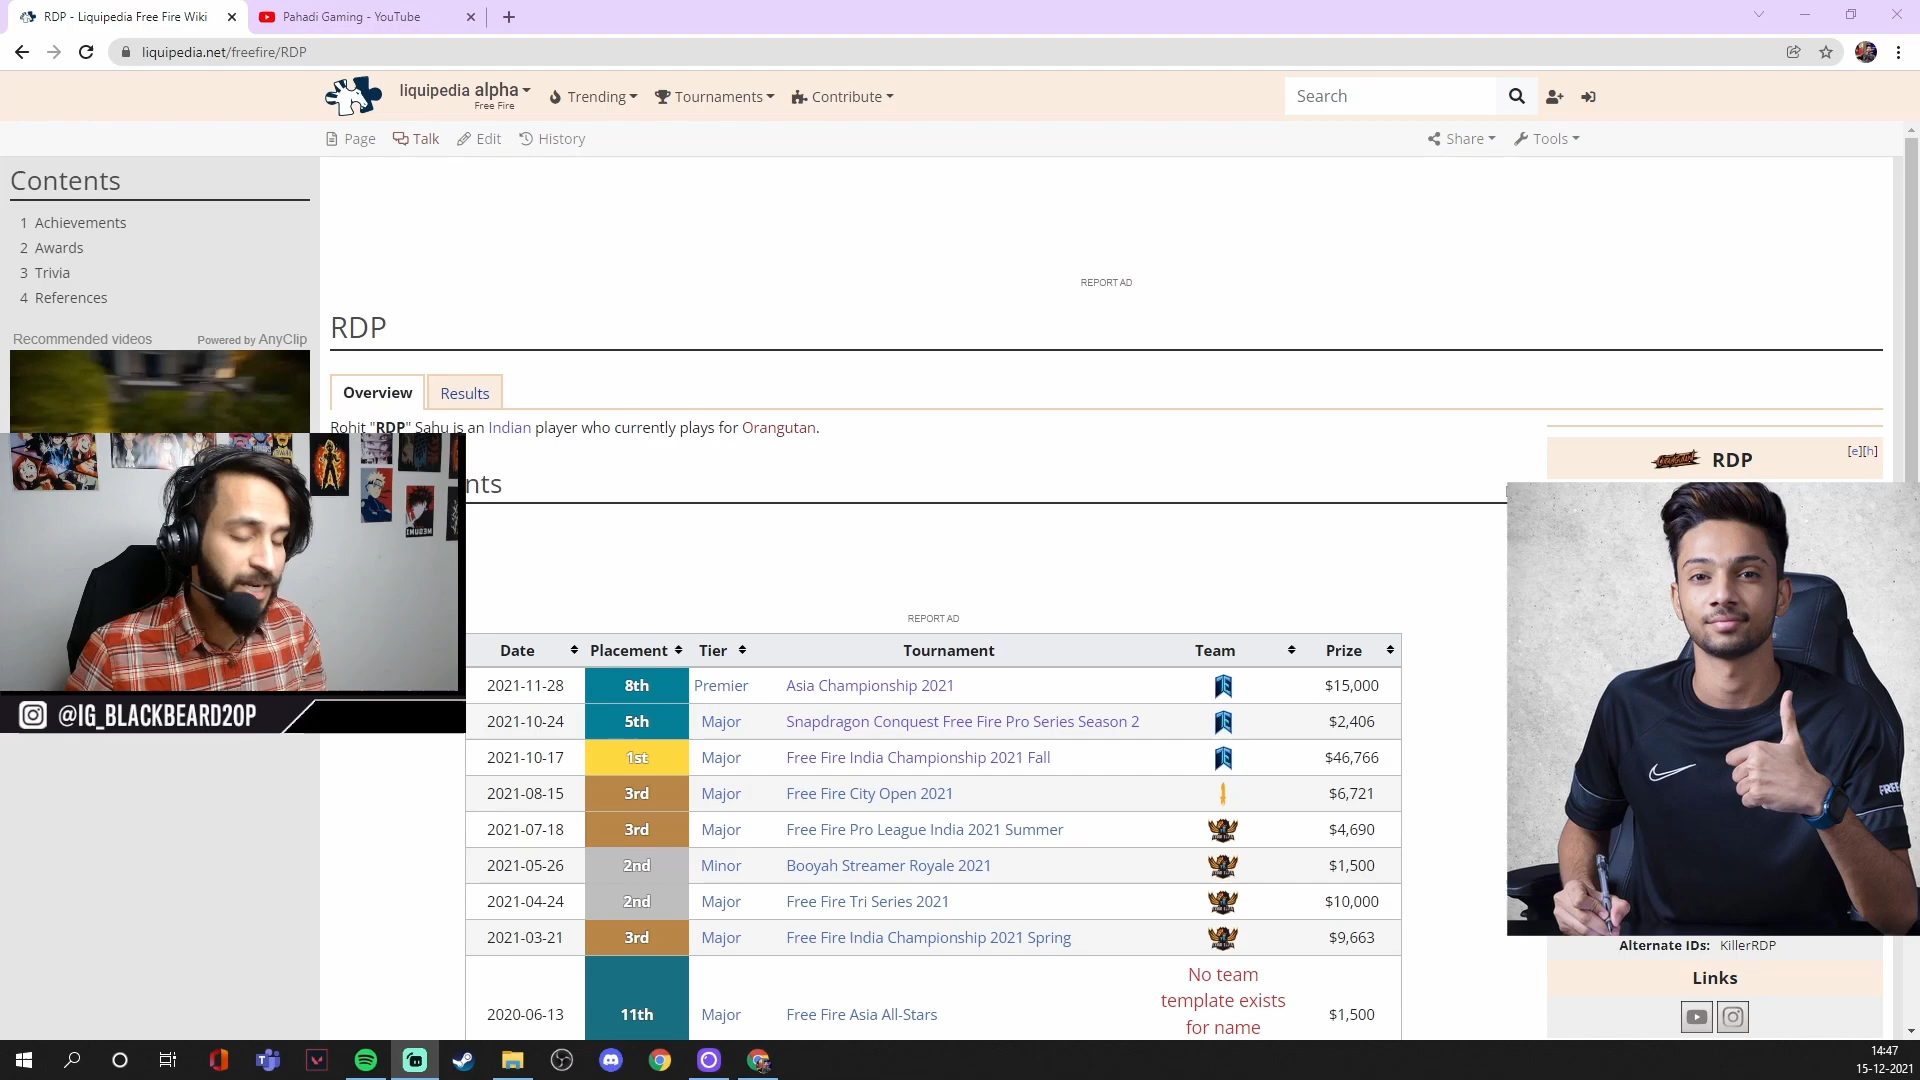 RDP - Liquipedia Free Fire Wiki
Pahadi Gaming - YouTube
liquipedia.net/freefire/RDP
liquipedia alpha
Free Fire
Trending
Tournaments
Contribute
Search
Page
Talk
Edit
History
Share
Tools
Contents
1 Achievements
2 Awards
3 Trivia
4 References
Recommended videos
Powered by AnyClip
REPORT AD
RDP
Overview
Results
Rohit "RDP" Sahu is an Indian player who currently plays for Orangutan.
nts
RDP
[e][h]
@IG_BLACKBEARD2OP
REPORT AD
Date Placement Tier Tournament Team Prize
2021-11-28 8th Premier Asia Championship 2021 $15,000
2021-10-24 5th Major Snapdragon Conquest Free Fire Pro Series Season 2 $2,406
2021-10-17 1st Major Free Fire India Championship 2021 Fall $46,766
2021-08-15 3rd Major Free Fire City Open 2021 $6,721
2021-07-18 3rd Major Free Fire Pro League India 2021 Summer $4,690
2021-05-26 2nd Minor Booyah Streamer Royale 2021 $1,500
2021-04-24 2nd Major Free Fire Tri Series 2021 $10,000
2021-03-21 3rd Major Free Fire India Championship 2021 Spring $9,663
2020-06-13 11th Major Free Fire Asia All-Stars No team template exists for name $1,500
FREE
Alternate IDs: KillerRDP
Links
14:47
15-12-2021